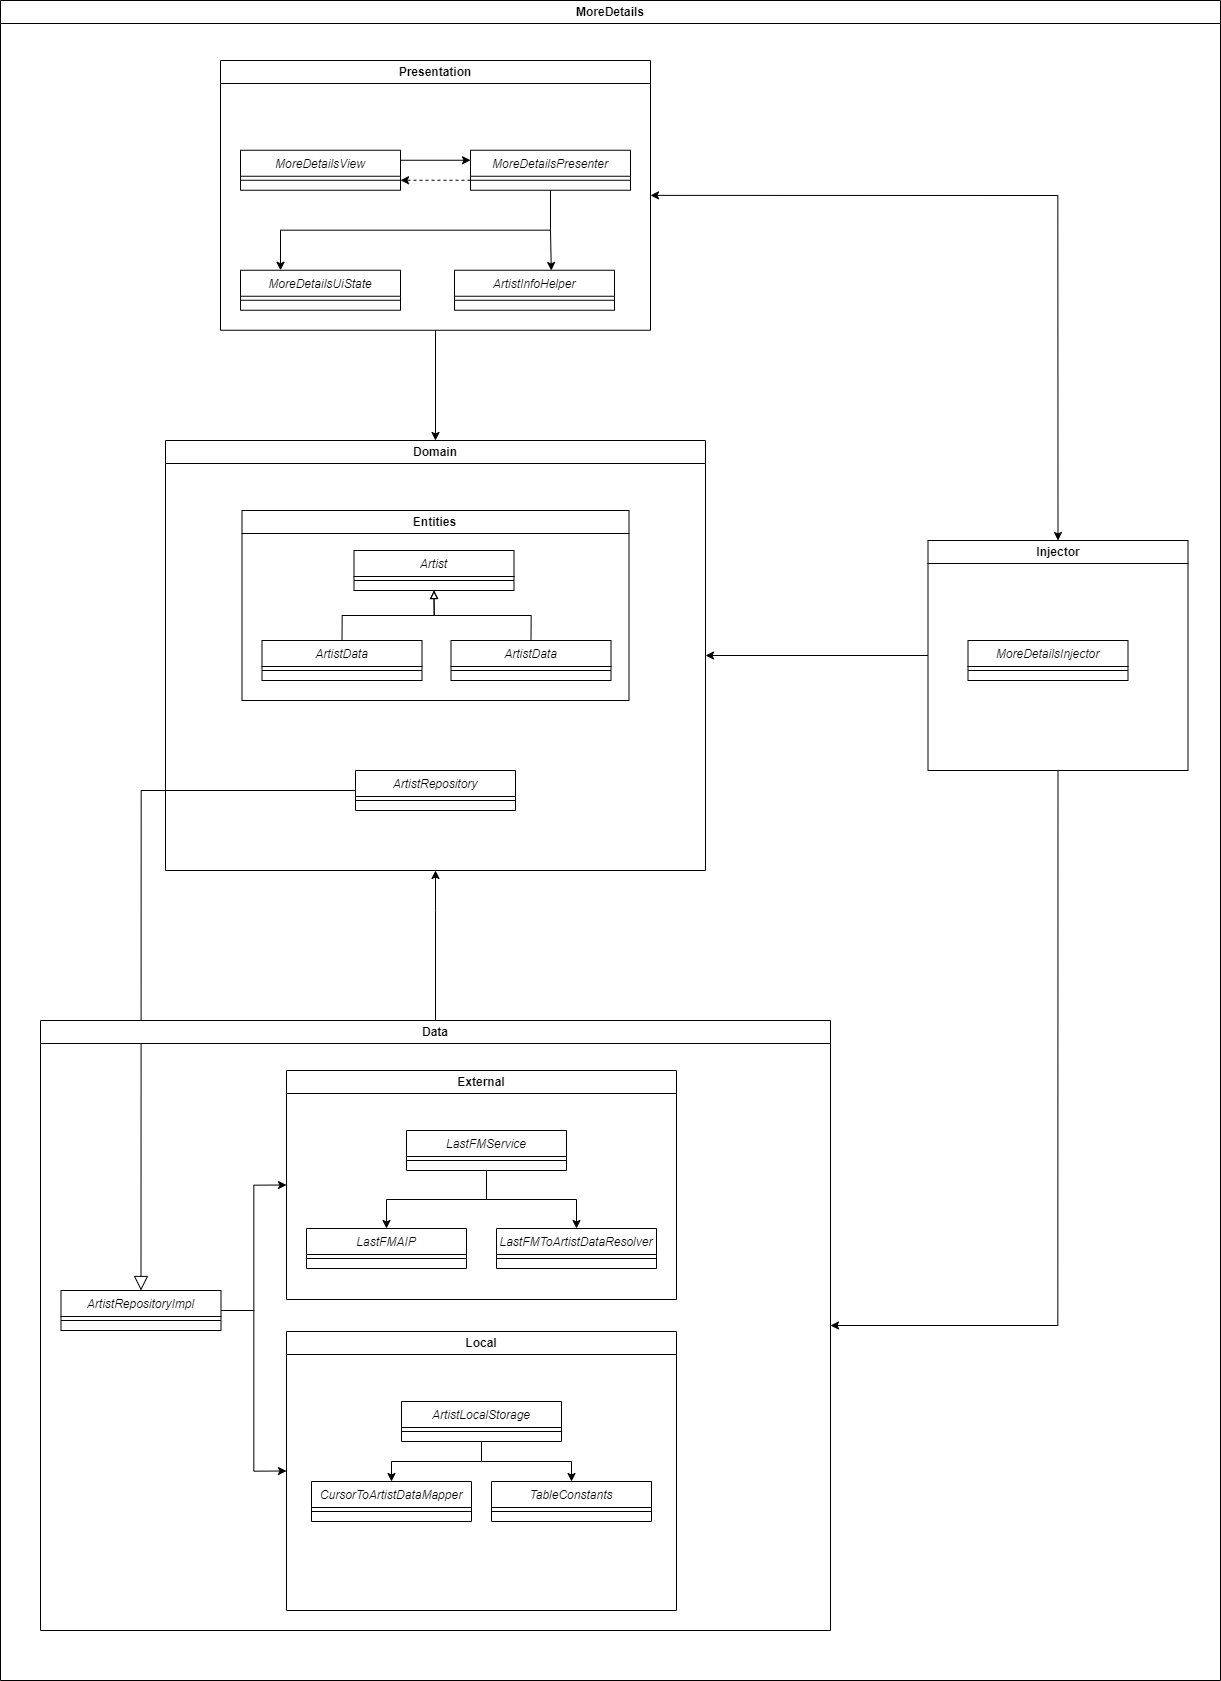 MoreDetails
Presentation
MoreDetailsView
MoreDetailsPresenter
MoreDetailsUiState
ArtistInfoHelper
Domain
Entities
Artist
ArtistData
ArtistData
ArtistRepository
Injector
MoreDetailsInjector
Data
External
LastFMService
LastFMAIP
LastFMToArtistDataResolver
ArtistRepositoryImpl
Local
ArtistLocalStorage
CursorToArtistDataMapper
TableConstants